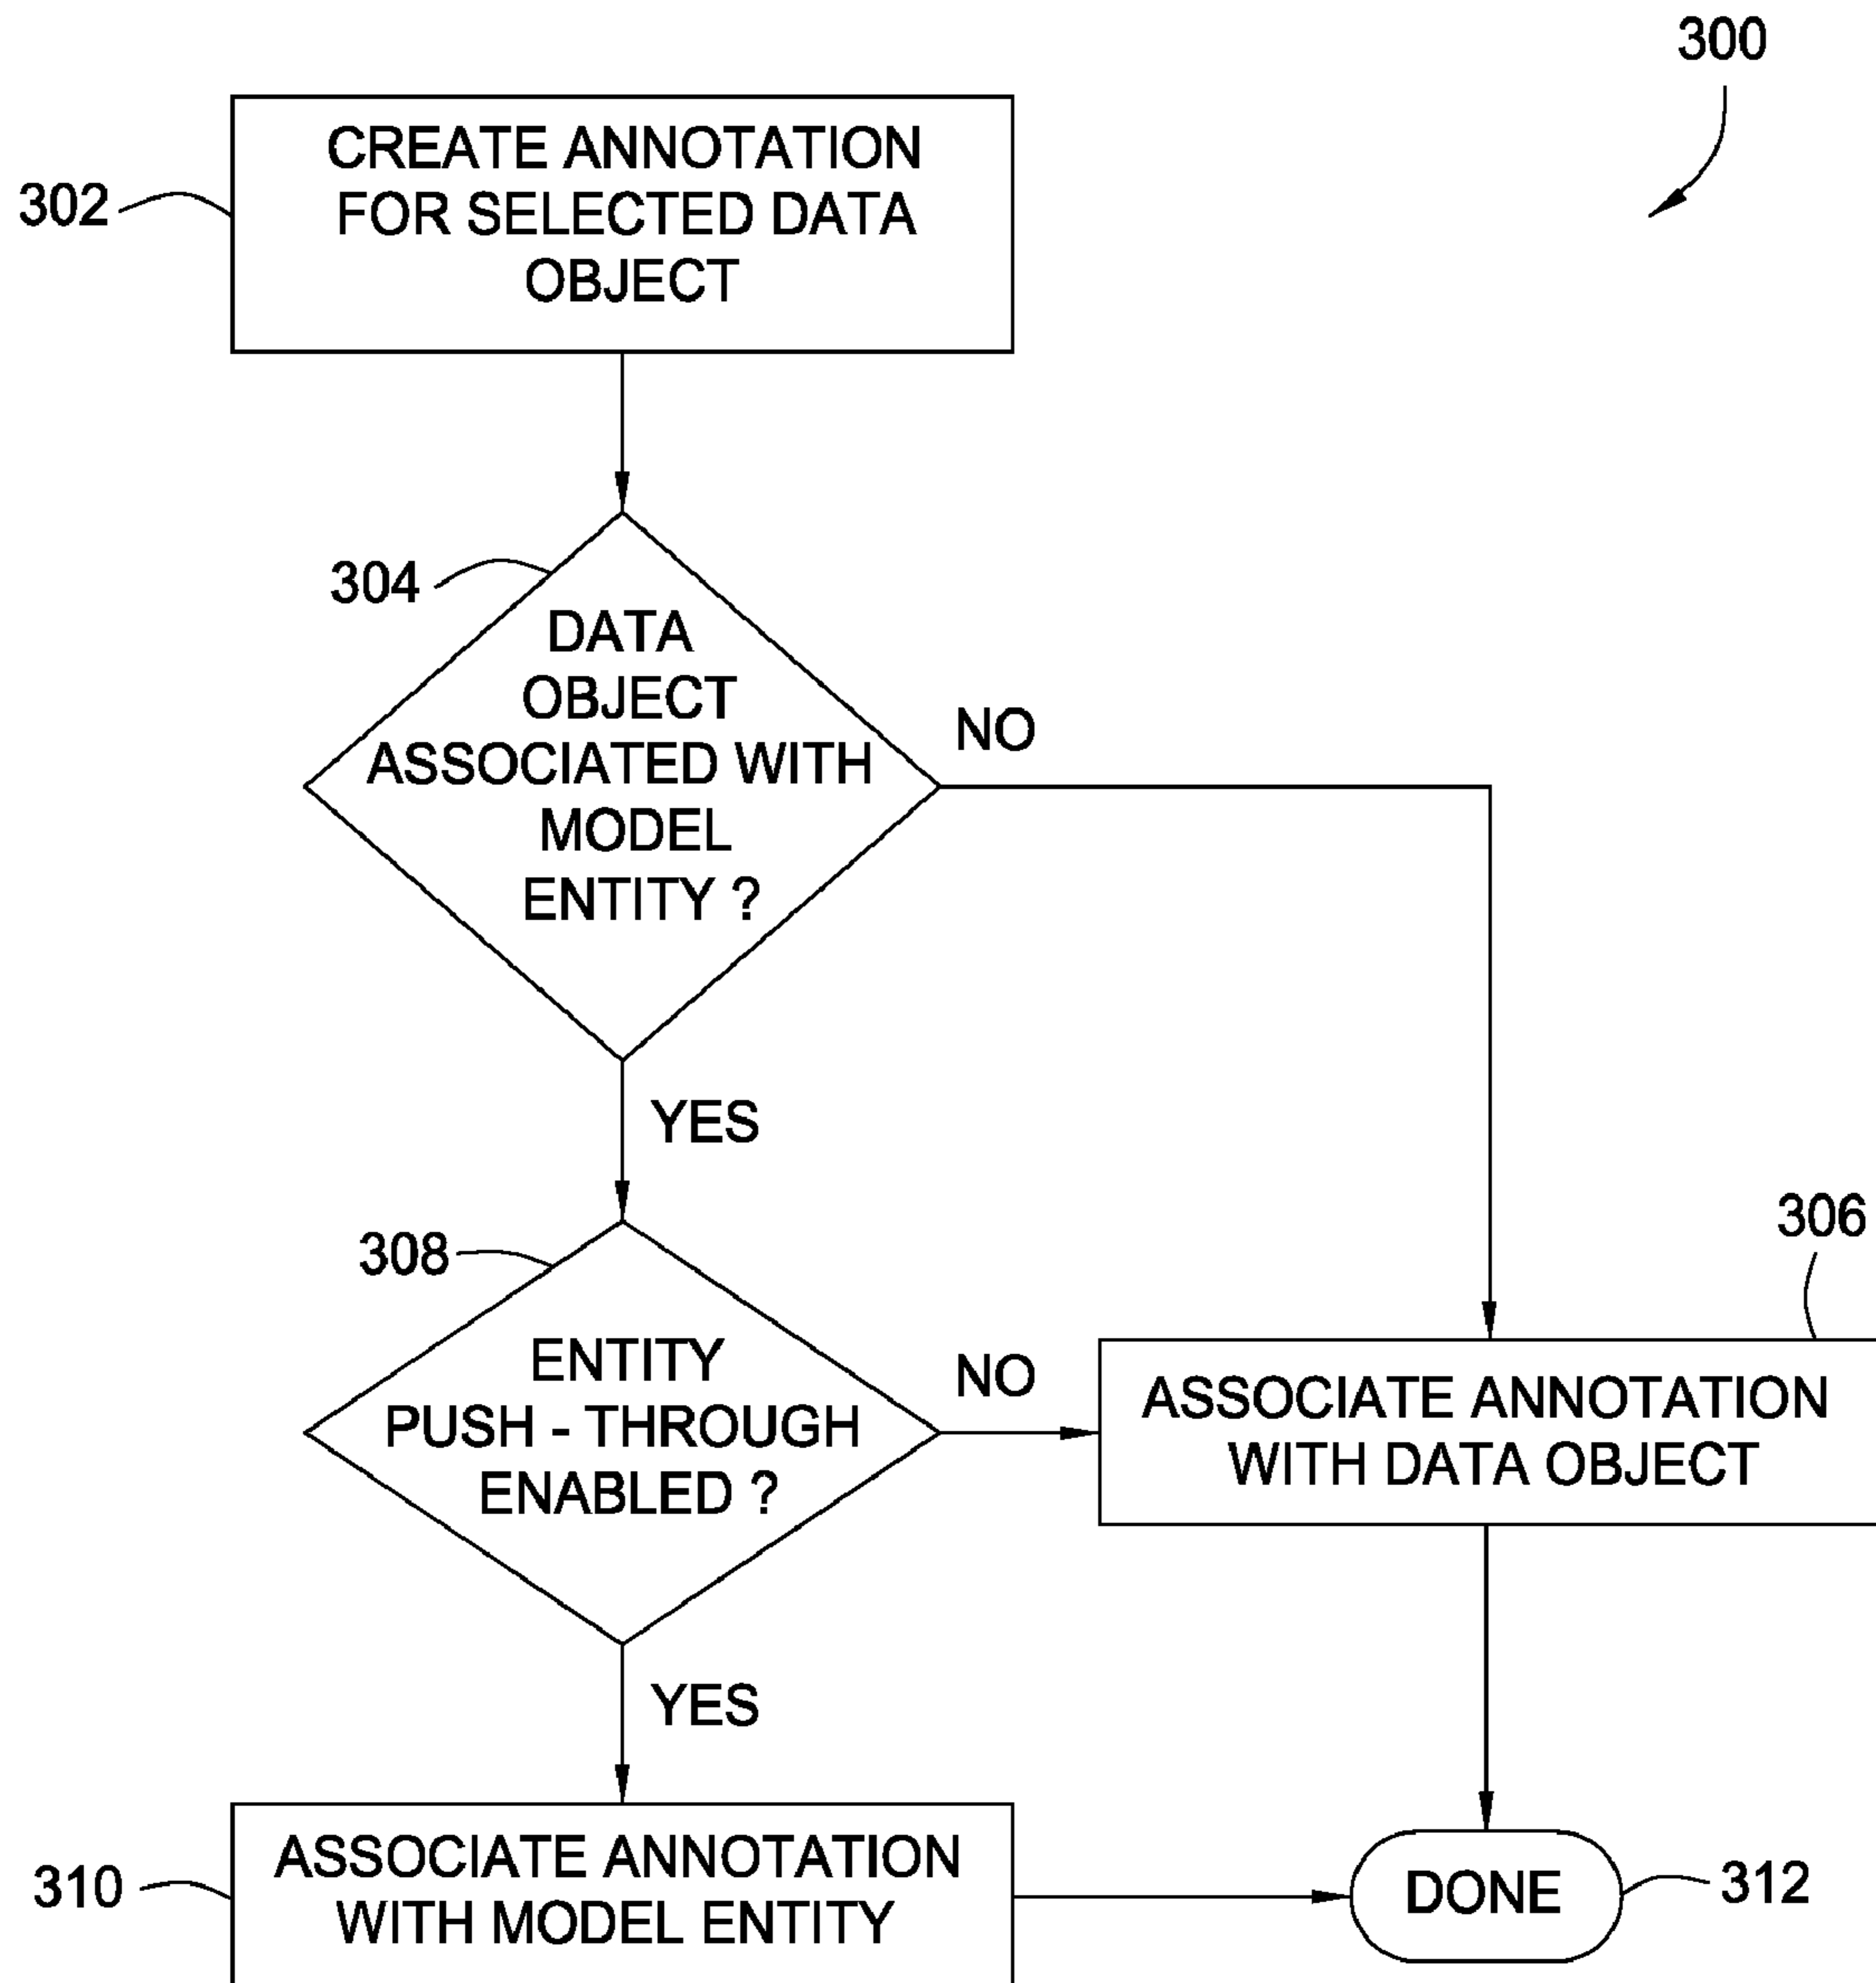 300
CREATE ANNOTATION
FOR SELECTED DATA
OBJECT
302
304
DATA
OBJECT
ASSOCIATED WITH
MODEL
ENTITY ?
NO
YES
308
306
ENTITY
PUSH - THROUGH
ENABLED ?
NO
ASSOCIATE ANNOTATION
WITH DATA OBJECT
YES
310
ASSOCIATE ANNOTATION
WITH MODEL ENTITY
DONE
312